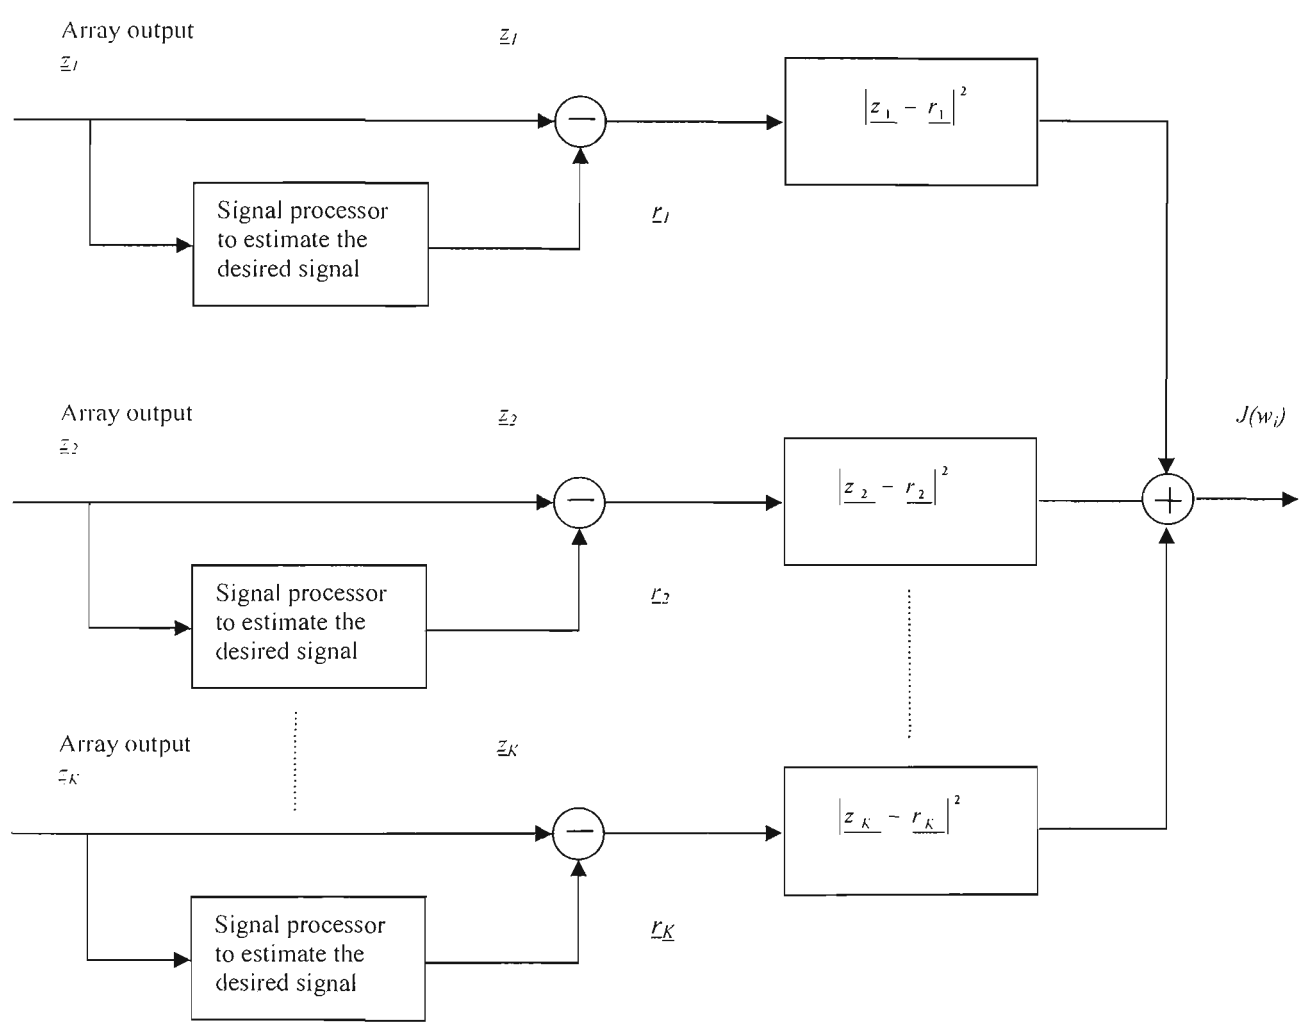 Array output
z1
z1
|z1 − r1|²
−
Signal processor
to estimate the
desired signal
r1
Array output
z2
z2
J(wi)
|z2 − r2|²
−
+
Signal processor
to estimate the
desired signal
r2
Array output
zK
zK
|zK − rK|²
−
Signal processor
to estimate the
desired signal
rK